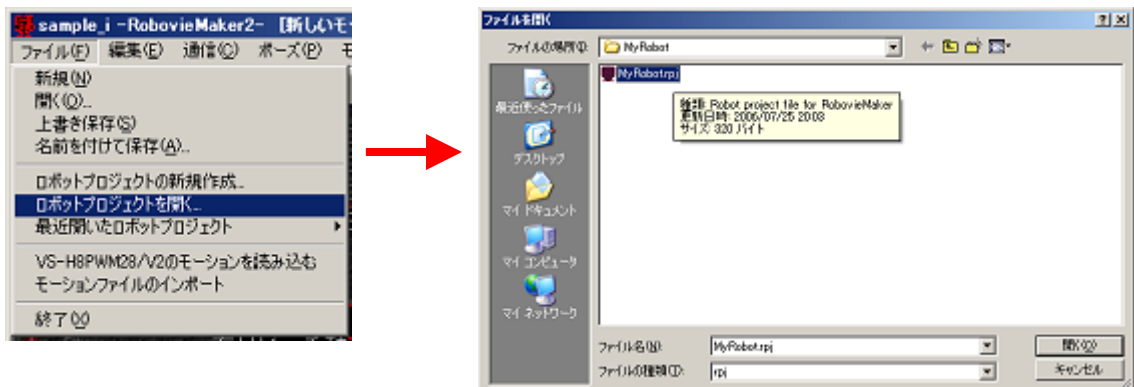 sample_i -RobovieMaker2- [新しいモー
ファイル(F) 編集(E) 通信(C) ポーズ(P) モ
新規(N)
開く(O)...
上書き保存(S)
名前を付けて保存(A)...
ロボットプロジェクトの新規作成...
ロボットプロジェクトを開く...
最近開いたロボットプロジェクト
VS-H8PWM28/V2のモーションを読み込む
モーションファイルのインポート
終了(X)
ファイルを開く
ファイルの場所(I):
MyRobot
MyRobot.rpj
種類: Robot project file for RobovieMaker
更新日時: 2006/07/25 20:03
サイズ: 320 バイト
最近使ったファイル
デスクトップ
マイ ドキュメント
マイ コンピュータ
マイ ネットワーク
ファイル名(N):
MyRobot.rpj
開く(O)
ファイルの種類(T):
rpj
キャンセル